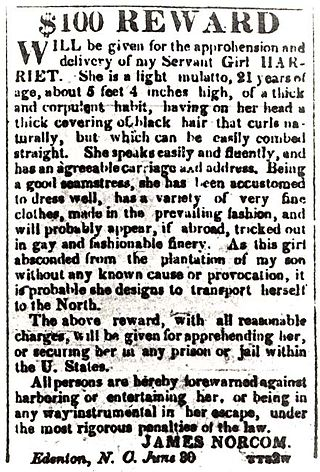 $100 REWARD
WILL be given for the approhension and
delivery of my Servant Girl HAR-
RIET. She is a light mulatto, 21 years of
age, about 5 feet 4 inches high, of a thick
and corpulent habit, having on her head a
thick covering of black hair that curls na-
turally, but which can be easily combed
straight. She speaks easily and fluently, and
has an agreeable carriage and address. Being
a good seamstress, she has been accustomed
to dress well, has a variety of very fine
clothes, made in the prevailing fashion, and
will probably appear, if abroad, tricked out
in gay and fashionable finery. As this girl
absconded from the plantation of my son
without any known cause or provocation, it
is probable she designs to transport herself
to the North.
The above reward, with all reasonable
charges, will be given for apprehending her,
or securing her in any prison or jail within
the U. States.
All persons are hereby forewarned against
harboring or entertaining her, or being in
any way instrumental in her escape, under
the most rigorous penalties of the law.
JAMES NORCOM.
Edenton, N. C. June 30